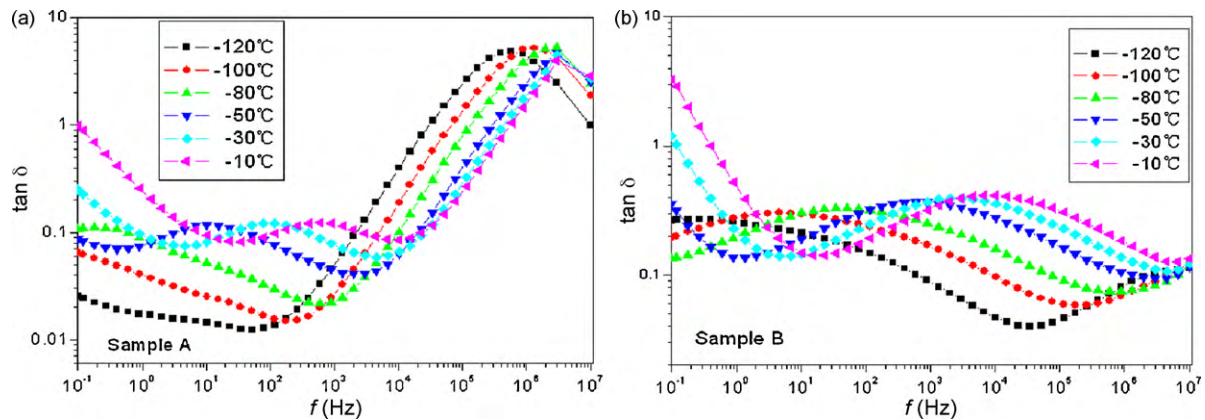 (a)
10
1
0.1
0.01
tan δ
-120℃
-100℃
-80℃
-50℃
-30℃
-10℃
Sample A
10⁻¹ 10⁰ 10¹ 10² 10³ 10⁴ 10⁵ 10⁶ 10⁷
f (Hz)
(b)
10
1
0.1
tan δ
-120℃
-100℃
-80℃
-50℃
-30℃
-10℃
Sample B
10⁻¹ 10⁰ 10¹ 10² 10³ 10⁴ 10⁵ 10⁶ 10⁷
f (Hz)